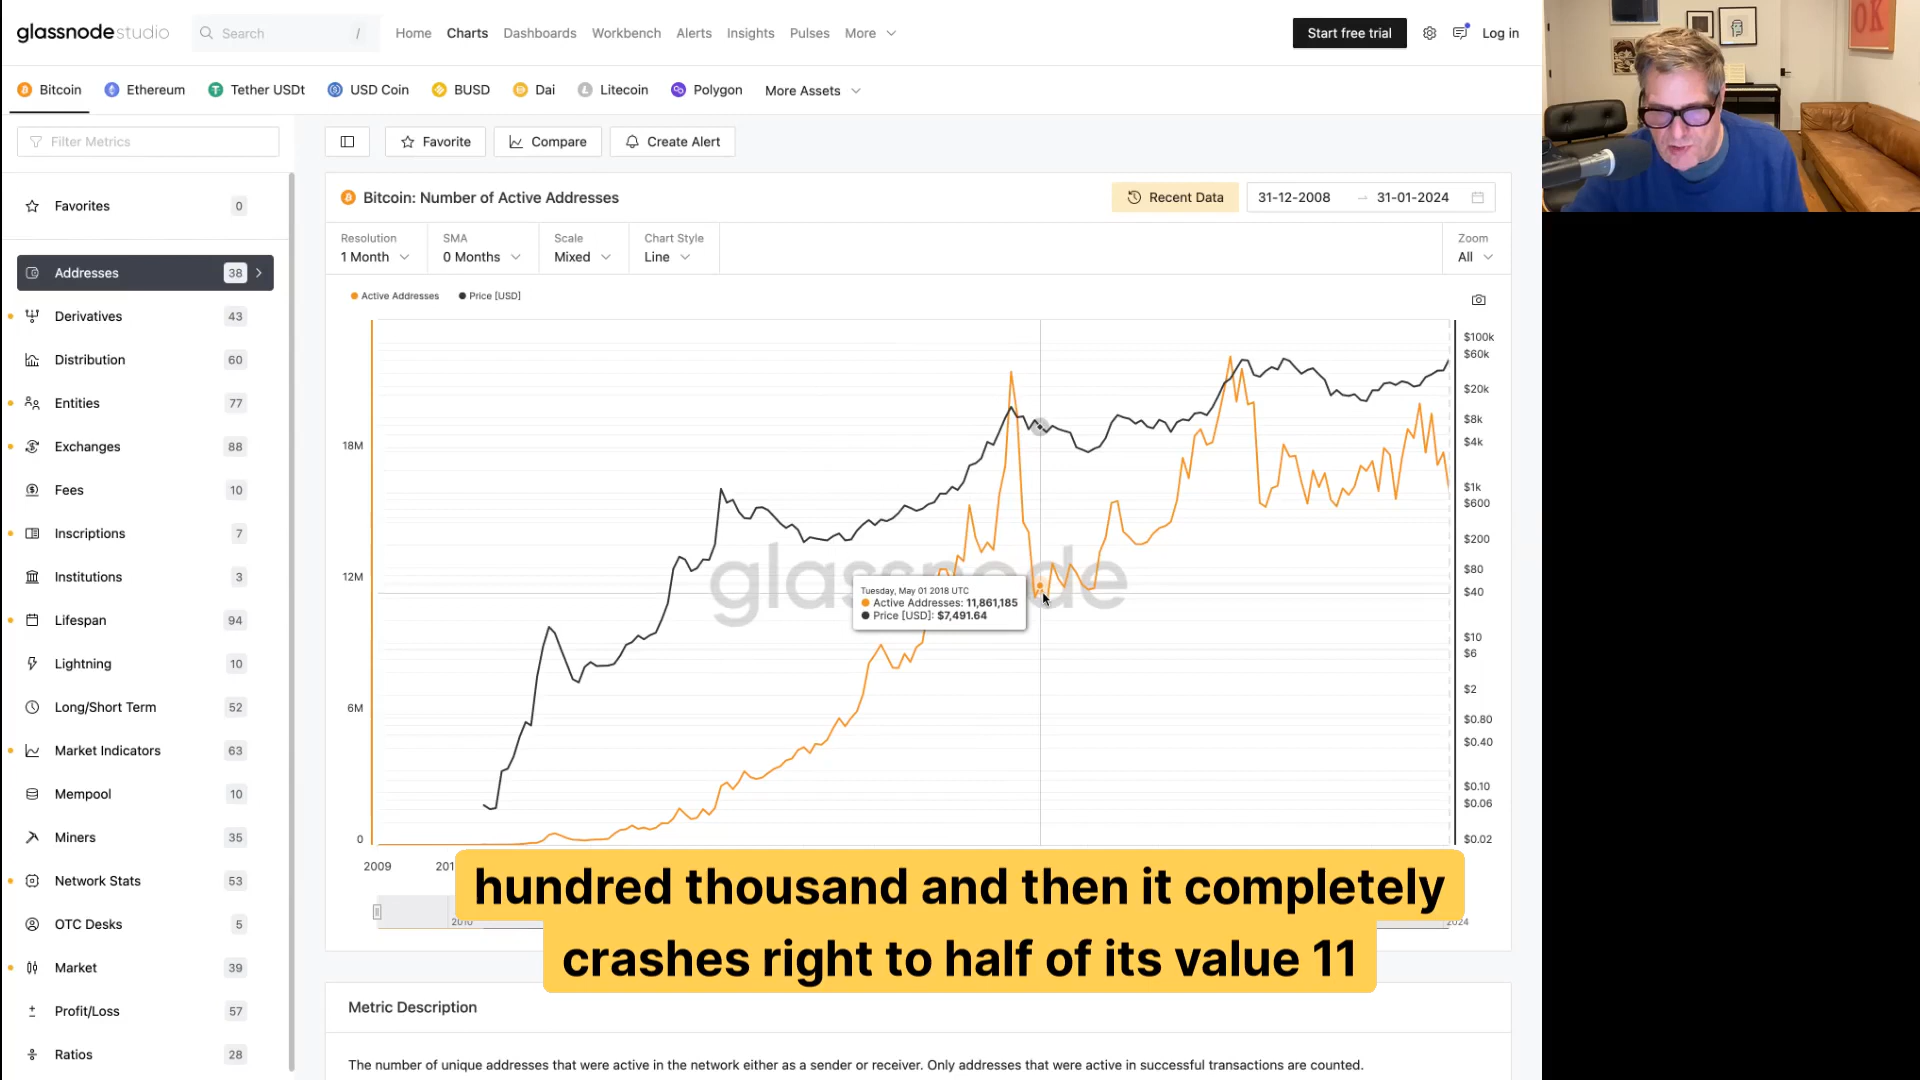 glassnodestudio
Search /
Home Charts Dashboards Workbench Alerts Insights Pulses More
Start free trial
Log in
Bitcoin Ethereum Tether USDt USD Coin BUSD Dai Litecoin Polygon More Assets
Filter Metrics
Favorites 0
Addresses 38
Derivatives 43
Distribution 60
Entities 77
Exchanges 88
Fees 10
Inscriptions 7
Institutions 3
Lifespan 94
Lightning 10
Long/Short Term 52
Market Indicators 63
Mempool 10
Miners 35
Network Stats 53
OTC Desks 5
Market 39
Profit/Loss 57
Ratios 28
Favorite Compare Create Alert
Bitcoin: Number of Active Addresses
Recent Data 31-12-2008 → 31-01-2024
Resolution SMA Scale Chart Style Zoom
1 Month 0 Months Mixed Line All
Active Addresses Price [USD]
18M
12M
6M
0
$100k
$60k
$20k
$8k
$4k
$1k
$600
$200
$80
$40
$10
$6
$2
$0.80
$0.40
$0.10
$0.06
$0.02
glassnode
Tuesday, May 01 2018 UTC
Active Addresses: 11,861,185
Price [USD]: $7,491.64
2009
2010
2024
hundred thousand and then it completely
crashes right to half of its value 11
Metric Description
The number of unique addresses that were active in the network either as a sender or receiver. Only addresses that were active in successful transactions are counted.
OK